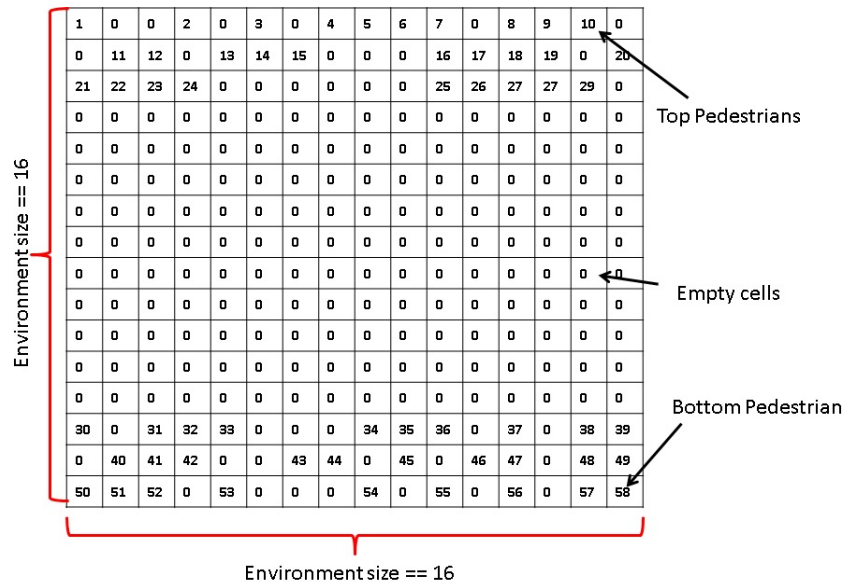 1 0 0 2 0 3 0 4 5 6 7 0 8 9 10 0
0 11 12 0 13 14 15 0 0 0 16 17 18 19 0 20
21 22 23 24 0 0 0 0 0 0 25 26 27 27 29 0
Top Pedestrians
0 0 0 0 0 0 0 0 0 0 0 0 0 0 0 0
0 0 0 0 0 0 0 0 0 0 0 0 0 0 0 0
0 0 0 0 0 0 0 0 0 0 0 0 0 0 0 0
0 0 0 0 0 0 0 0 0 0 0 0 0 0 0 0
0 0 0 0 0 0 0 0 0 0 0 0 0 0 0 0
Environment size == 16
0 0 0 0 0 0 0 0 0 0 0 0 0 0 0 0
Empty cells
0 0 0 0 0 0 0 0 0 0 0 0 0 0 0 0
0 0 0 0 0 0 0 0 0 0 0 0 0 0 0 0
0 0 0 0 0 0 0 0 0 0 0 0 0 0 0 0
0 0 0 0 0 0 0 0 0 0 0 0 0 0 0 0
Bottom Pedestrian
30 0 31 32 33 0 0 0 34 35 36 0 37 0 38 39
0 40 41 42 0 0 43 44 0 45 0 46 47 0 48 49
50 51 52 0 53 0 0 0 54 0 55 0 56 0 57 58
Environment size == 16